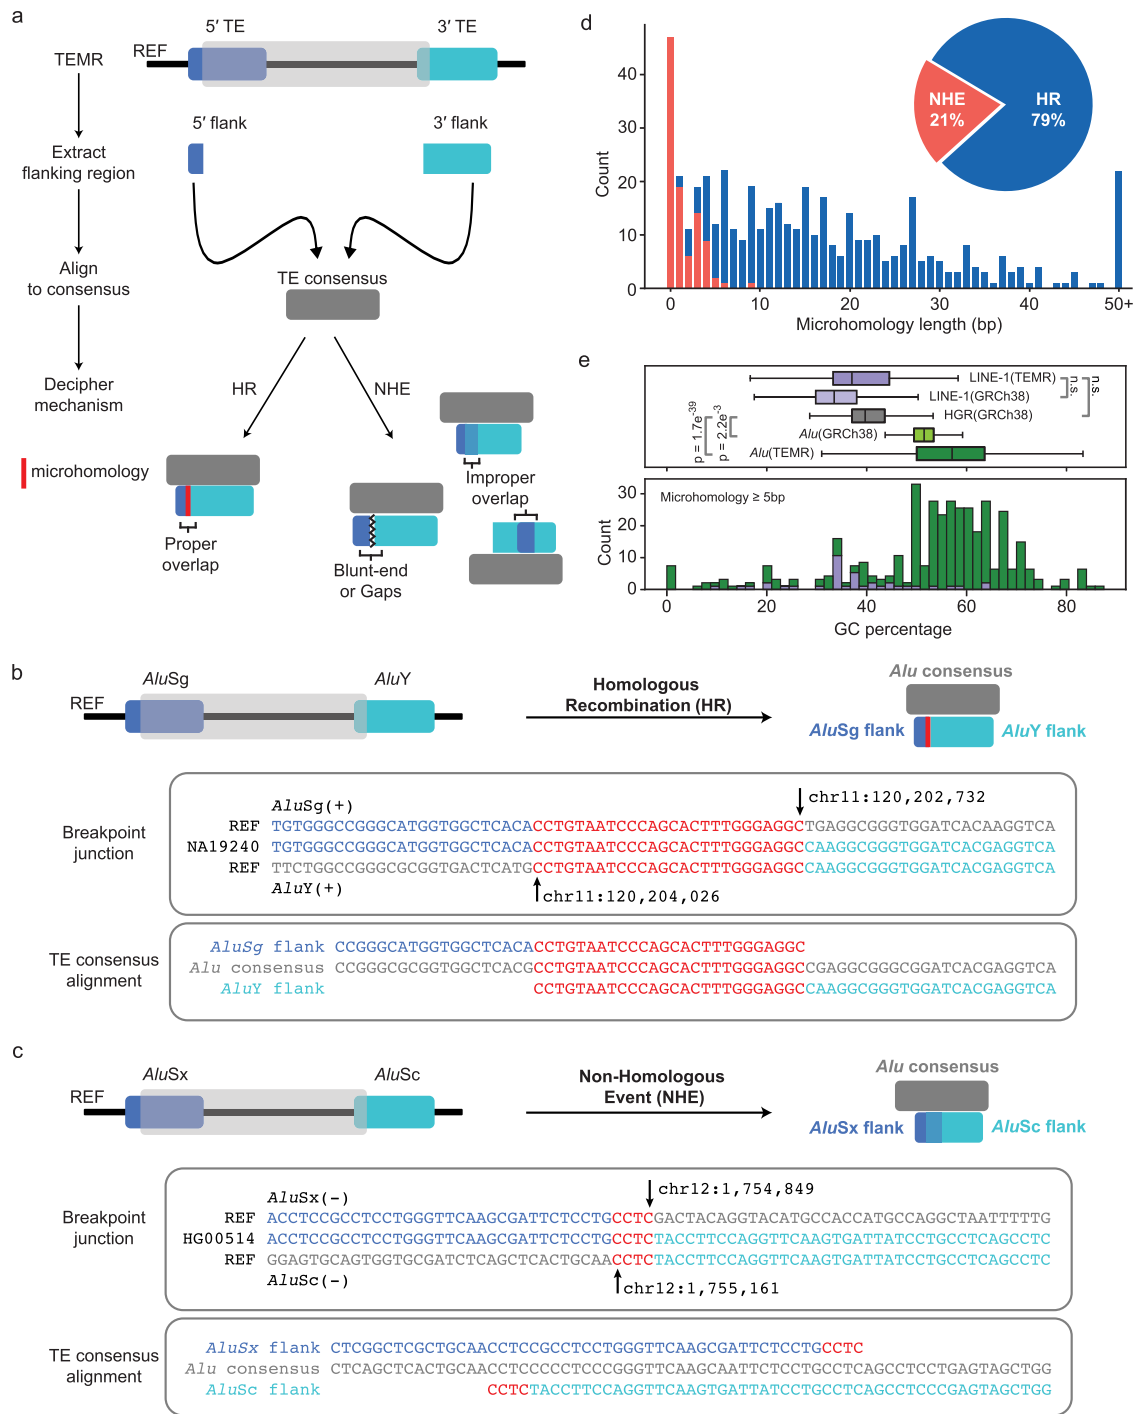 a
TEMR
REF
5′ TE
3′ TE
5′ flank
3′ flank
Extract
flanking region
Align
to consensus
TE consensus
Decipher
mechanism
HR
NHE
microhomology
Proper
overlap
Blunt-end
or Gaps
Improper
overlap
d
Count
40
30
20
10
0
NHE
21%
HR
79%
0
10
20
30
40
50+
Microhomology length (bp)
e
LINE-1(TEMR)
LINE-1(GRCh38)
HGR(GRCh38)
Alu(GRCh38)
Alu(TEMR)
n.s.
n.s.
p = 1.7e-39
p = 2.2e-3
Microhomology ≥ 5bp
Count
30
20
10
0
0
20
40
60
80
GC percentage
b
REF
AluSg
AluY
Homologous
Recombination (HR)
Alu consensus
AluSg flank
AluY flank
Breakpoint
junction
AluSg(+)
chr11:120,202,732
REF TGTGGGCCGGGCATGGTGGCTCACACCTGTAATCCCAGCACTTTGGGAGGCTGAGGCGGGTGGATCACAAGGTCA
NA19240 TGTGGGCCGGGCATGGTGGCTCACACCTGTAATCCCAGCACTTTGGGAGGCCAAGGCGGGTGGATCACGAGGTCA
REF TTCTGGCCGGGCGCGGTGACTCATGCCTGTAATCCCAGCACTTTGGGAGGCCAAGGCGGGTGGATCACGAGGTCA
AluY(+)
chr11:120,204,026
TE consensus
alignment
AluSg flank CCGGGCATGGTGGCTCACACCTGTAATCCCAGCACTTTGGGAGGC
Alu consensus CCGGGCGCGGTGGCTCACGCCTGTAATCCCAGCACTTTGGGAGGCCGAGGCGGGCGGATCACGAGGTCA
AluY flank CCTGTAATCCCAGCACTTTGGGAGGCCAAGGCGGGTGGATCACGAGGTCA
c
REF
AluSx
AluSc
Non-Homologous
Event (NHE)
Alu consensus
AluSx flank
AluSc flank
Breakpoint
junction
AluSx(−)
chr12:1,754,849
REF ACCTCCGCCTCCTGGGTTCAAGCGATTCTCCTGCCTCGACTACAGGTACATGCCACCATGCCAGGCTAATTTTTG
HG00514 ACCTCCGCCTCCTGGGTTCAAGCGATTCTCCTGCCTCTACCTTCCAGGTTCAAGTGATTATCCTGCCTCAGCCTC
REF GGAGTGCAGTGGTGCGATCTCAGCTCACTGCAACCTCTACCTTCCAGGTTCAAGTGATTATCCTGCCTCAGCCTC
AluSc(−)
chr12:1,755,161
TE consensus
alignment
AluSx flank CTCGGCTCGCTGCAACCTCCGCCTCCTGGGTTCAAGCGATTCTCCTGCCTC
Alu consensus CTCAGCTCACTGCAACCTCCCCCTCCCGGGTTCAAGCAATTCTCCTGCCTCAGCCTCCTGAGTAGCTGG
AluSc flank CCTCTACCTTCCAGGTTCAAGTGATTATCCTGCCTCAGCCTCCCGAGTAGCTGG